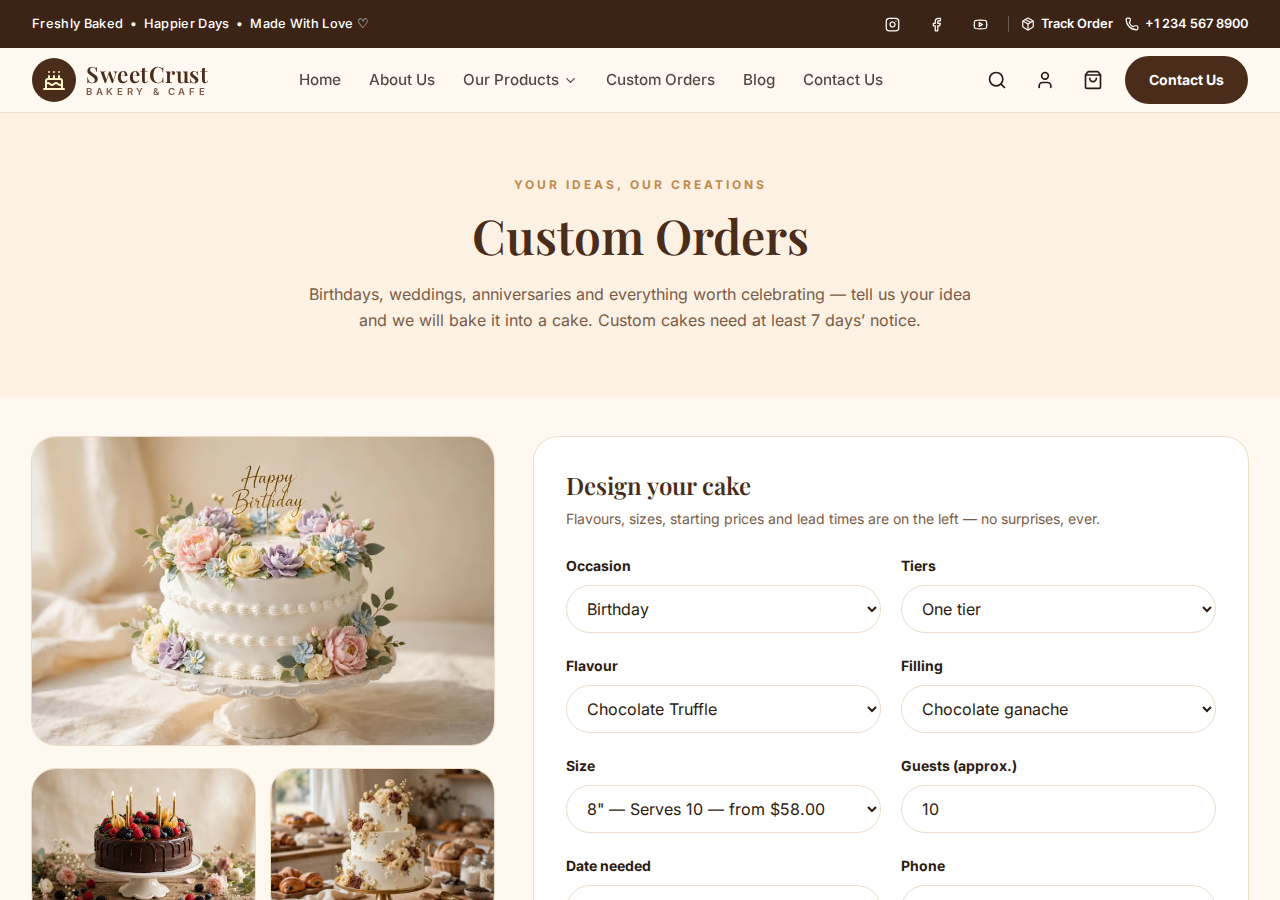 Freshly Baked • Happier Days • Made With Love ♡
Track Order
+1 234 567 8900
SweetCrust
BAKERY & CAFE
Home
About Us
Our Products
Custom Orders
Blog
Contact Us
Contact Us
YOUR IDEAS, OUR CREATIONS
Custom Orders
Birthdays, weddings, anniversaries and everything worth celebrating — tell us your idea
and we will bake it into a cake. Custom cakes need at least 7 days’ notice.
Happy
Birthday
Design your cake
Flavours, sizes, starting prices and lead times are on the left — no surprises, ever.
Occasion
Tiers
Birthday
One tier
Flavour
Filling
Chocolate Truffle
Chocolate ganache
Size
Guests (approx.)
8" — Serves 10 — from $58.00
10
Date needed
Phone